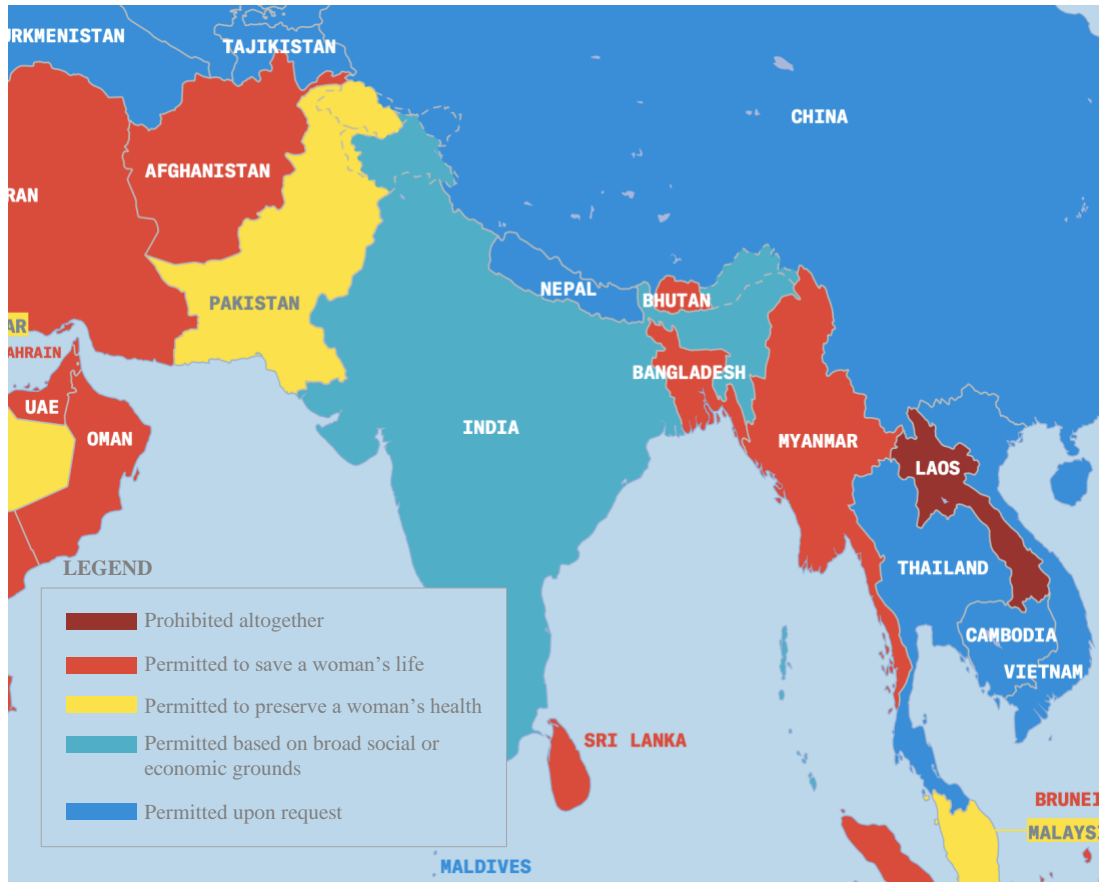 URKMENISTAN
TAJIKISTAN
CHINA
AFGHANISTAN
RAN
NEPAL
BHUTAN
PAKISTAN
AR
AHRAIN
BANGLADESH
UAE
OMAN
INDIA
MYANMAR
LAOS
THAILAND
CAMBODIA
VIETNAM
LEGEND
Prohibited altogether
Permitted to save a woman’s life
Permitted to preserve a woman’s health
Permitted based on broad social or
economic grounds
Permitted upon request
SRI LANKA
BRUNEI
MALAYS
MALDIVES